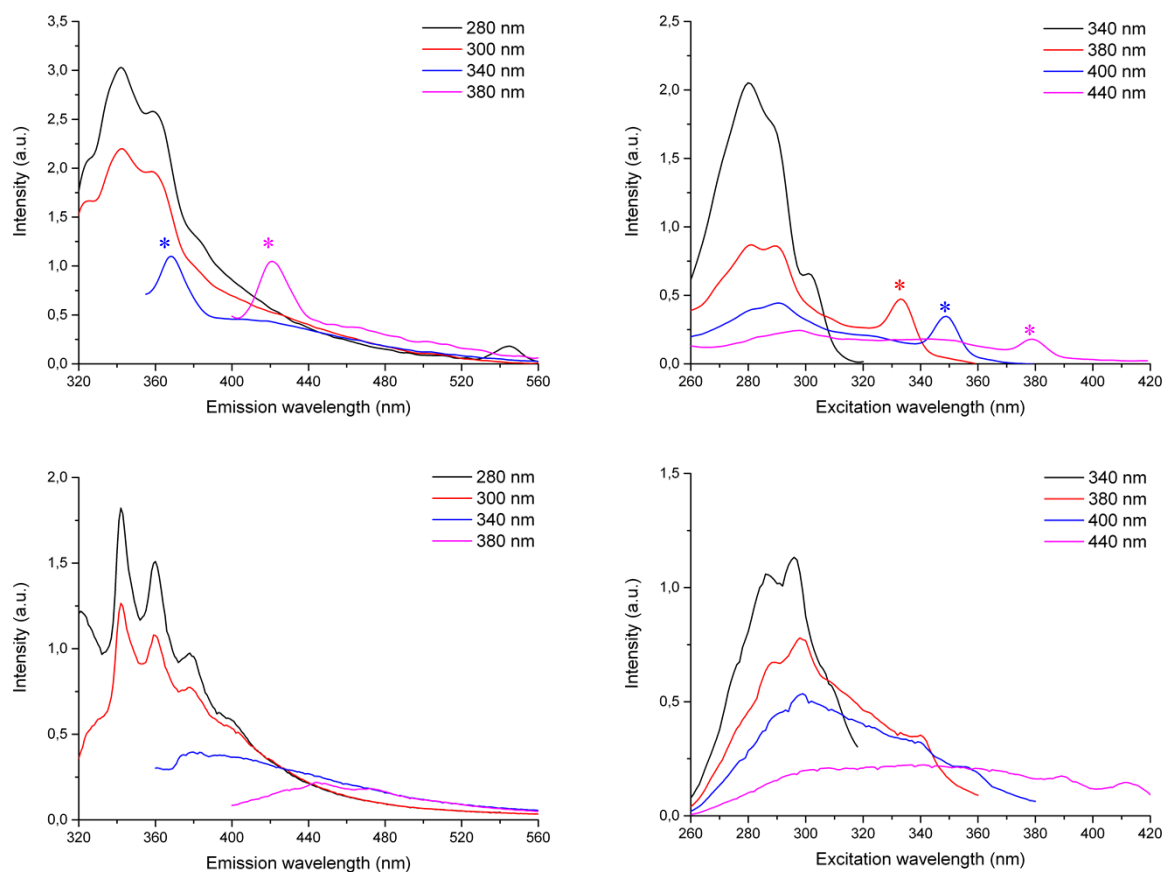 3,5
3,0
2,5
2,0
1,5
1,0
0,5
0,0
Intensity (a.u.)
280 nm
300 nm
340 nm
380 nm
*
*
320 360 400 440 480 520 560
Emission wavelength (nm)
2,5
2,0
1,5
1,0
0,5
0,0
Intensity (a.u.)
340 nm
380 nm
400 nm
440 nm
*
*
*
260 280 300 320 340 360 380 400 420
Excitation wavelength (nm)
2,0
1,5
1,0
0,5
0,0
Intensity (a.u.)
280 nm
300 nm
340 nm
380 nm
320 360 400 440 480 520 560
Emission wavelength (nm)
1,5
1,0
0,5
0,0
Intensity (a.u.)
340 nm
380 nm
400 nm
440 nm
260 280 300 320 340 360 380 400 420
Excitation wavelength (nm)